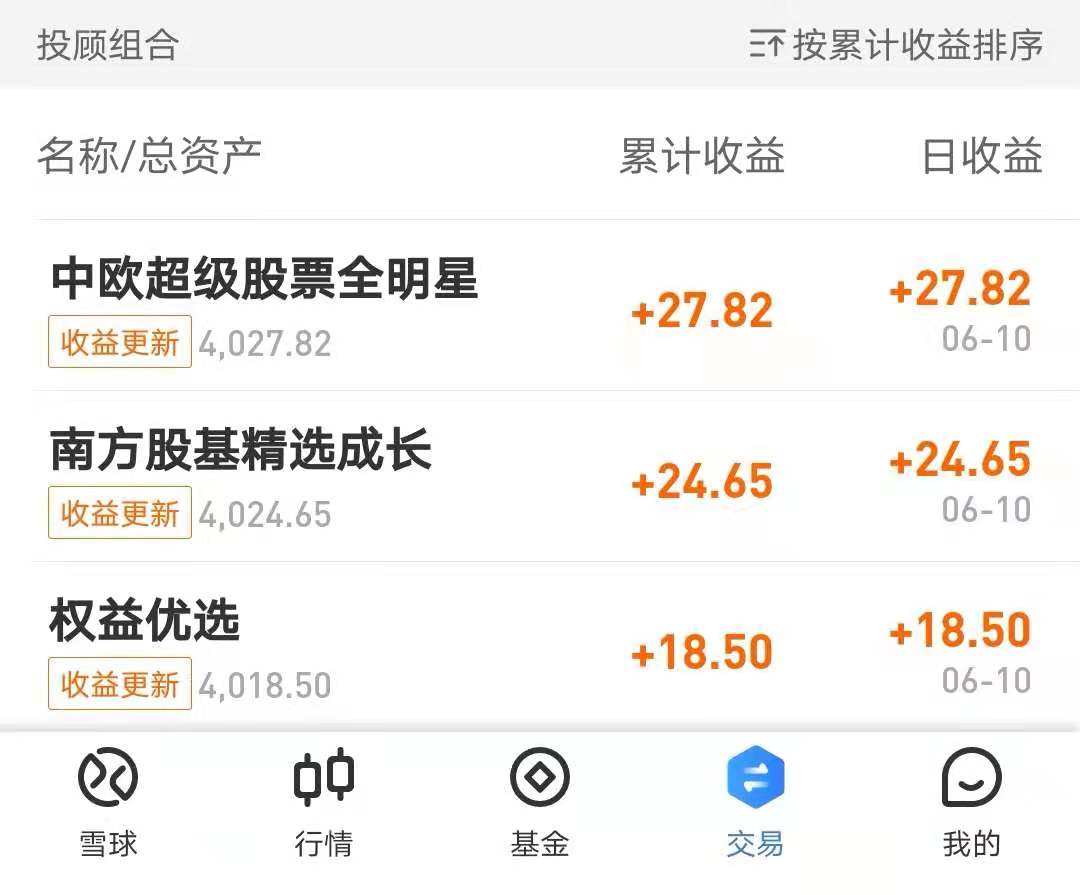 投顾组合 按累计收益排序
名称/总资产 累计收益 日收益
中欧超级股票全明星 +27.82 +27.82
收益更新 4,027.82 06-10
南方股基精选成长 +24.65 +24.65
收益更新 4,024.65 06-10
权益优选 +18.50 +18.50
收益更新 4,018.50 06-10
雪球 行情 基金 交易 我的